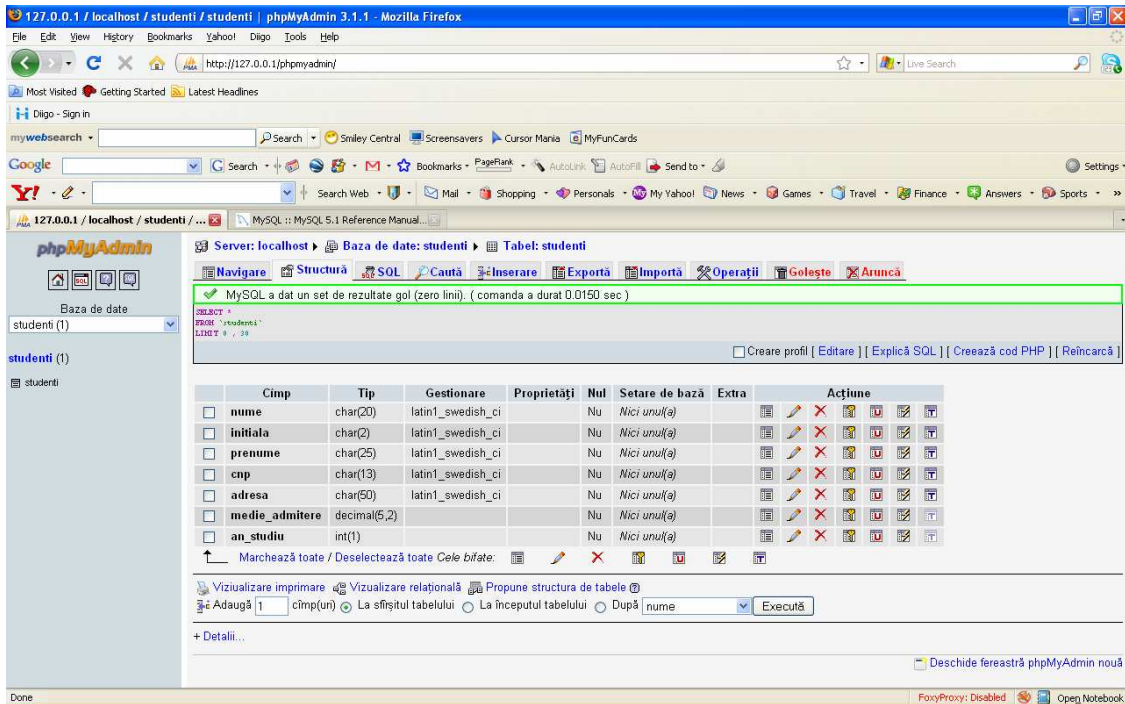 127.0.0.1 / localhost / studenti / studenti | phpMyAdmin 3.1.1 - Mozilla Firefox
File Edit View History Bookmarks Yahoo! Diigo Tools Help
http://127.0.0.1/phpmyadmin/ Live Search
Most Visited Getting Started Latest Headlines
Diigo - Sign in
mywebsearch Search Smiley Central Screensavers Cursor Mania MyFunCards
Google Search Bookmarks PageRank AutoLink AutoFill Send to Settings
Y! Search Web Mail Shopping Personals My Yahoo! News Games Travel Finance Answers Sports »
127.0.0.1 / localhost / studenti / ... MySQL :: MySQL 5.1 Reference Manual...
phpMyAdmin
Baza de date
studenti (1)
studenti (1)
studenti
Server: localhost Baza de date: studenti Tabel: studenti
Navigare Structură SQL Caută Inserare Exportă Importă Operații Golește Aruncă
MySQL a dat un set de rezultate gol (zero linii). ( comanda a durat 0.0150 sec )
SELECT *
FROM `studenti`
LIMIT 0 , 30
Creare profil [ Editare ] [ Explică SQL ] [ Creează cod PHP ] [ Reîncarcă ]
Cîmp Tip Gestionare Proprietăți Nul Setare de bază Extra Acțiune
nume char(20) latin1_swedish_ci Nu Nici unul(a)
initiala char(2) latin1_swedish_ci Nu Nici unul(a)
prenume char(25) latin1_swedish_ci Nu Nici unul(a)
cnp char(13) latin1_swedish_ci Nu Nici unul(a)
adresa char(50) latin1_swedish_ci Nu Nici unul(a)
medie_admitere decimal(5,2) Nu Nici unul(a)
an_studiu int(1) Nu Nici unul(a)
Marchează toate / Deselectează toate Cele bifate:
Viziualizare imprimare Vizualizare relațională Propune structura de tabele
Adaugă 1 cîmp(uri) La sfîrșitul tabelului La începutul tabelului După nume Execută
+ Detalii...
Deschide fereastră phpMyAdmin nouă
Done FoxyProxy: Disabled Open Notebook